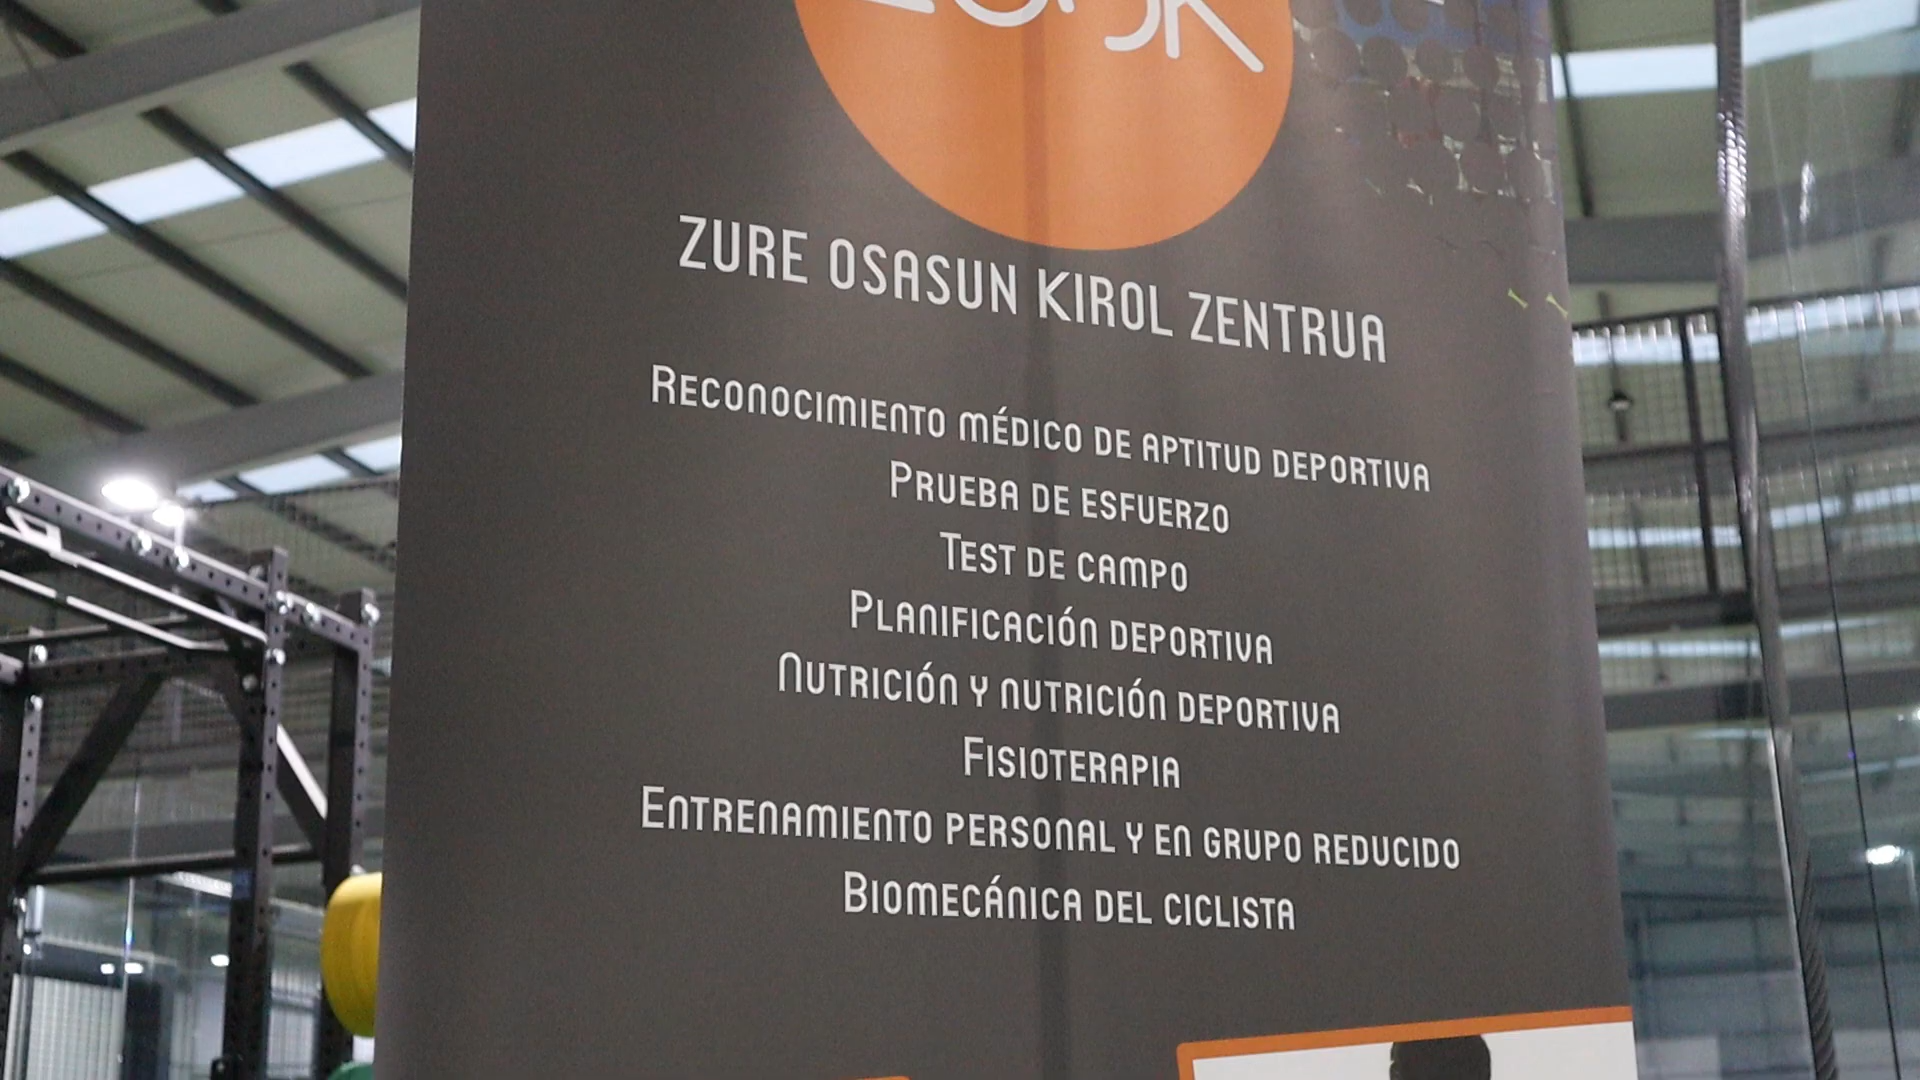 ZURE OSASUN KIROL ZENTRUA
RECONOCIMIENTO MÉDICO DE APTITUD DEPORTIVA
PRUEBA DE ESFUERZO
TEST DE CAMPO
PLANIFICACIÓN DEPORTIVA
NUTRICIÓN Y NUTRICIÓN DEPORTIVA
FISIOTERAPIA
ENTRENAMIENTO PERSONAL Y EN GRUPO REDUCIDO
BIOMECÁNICA DEL CICLISTA